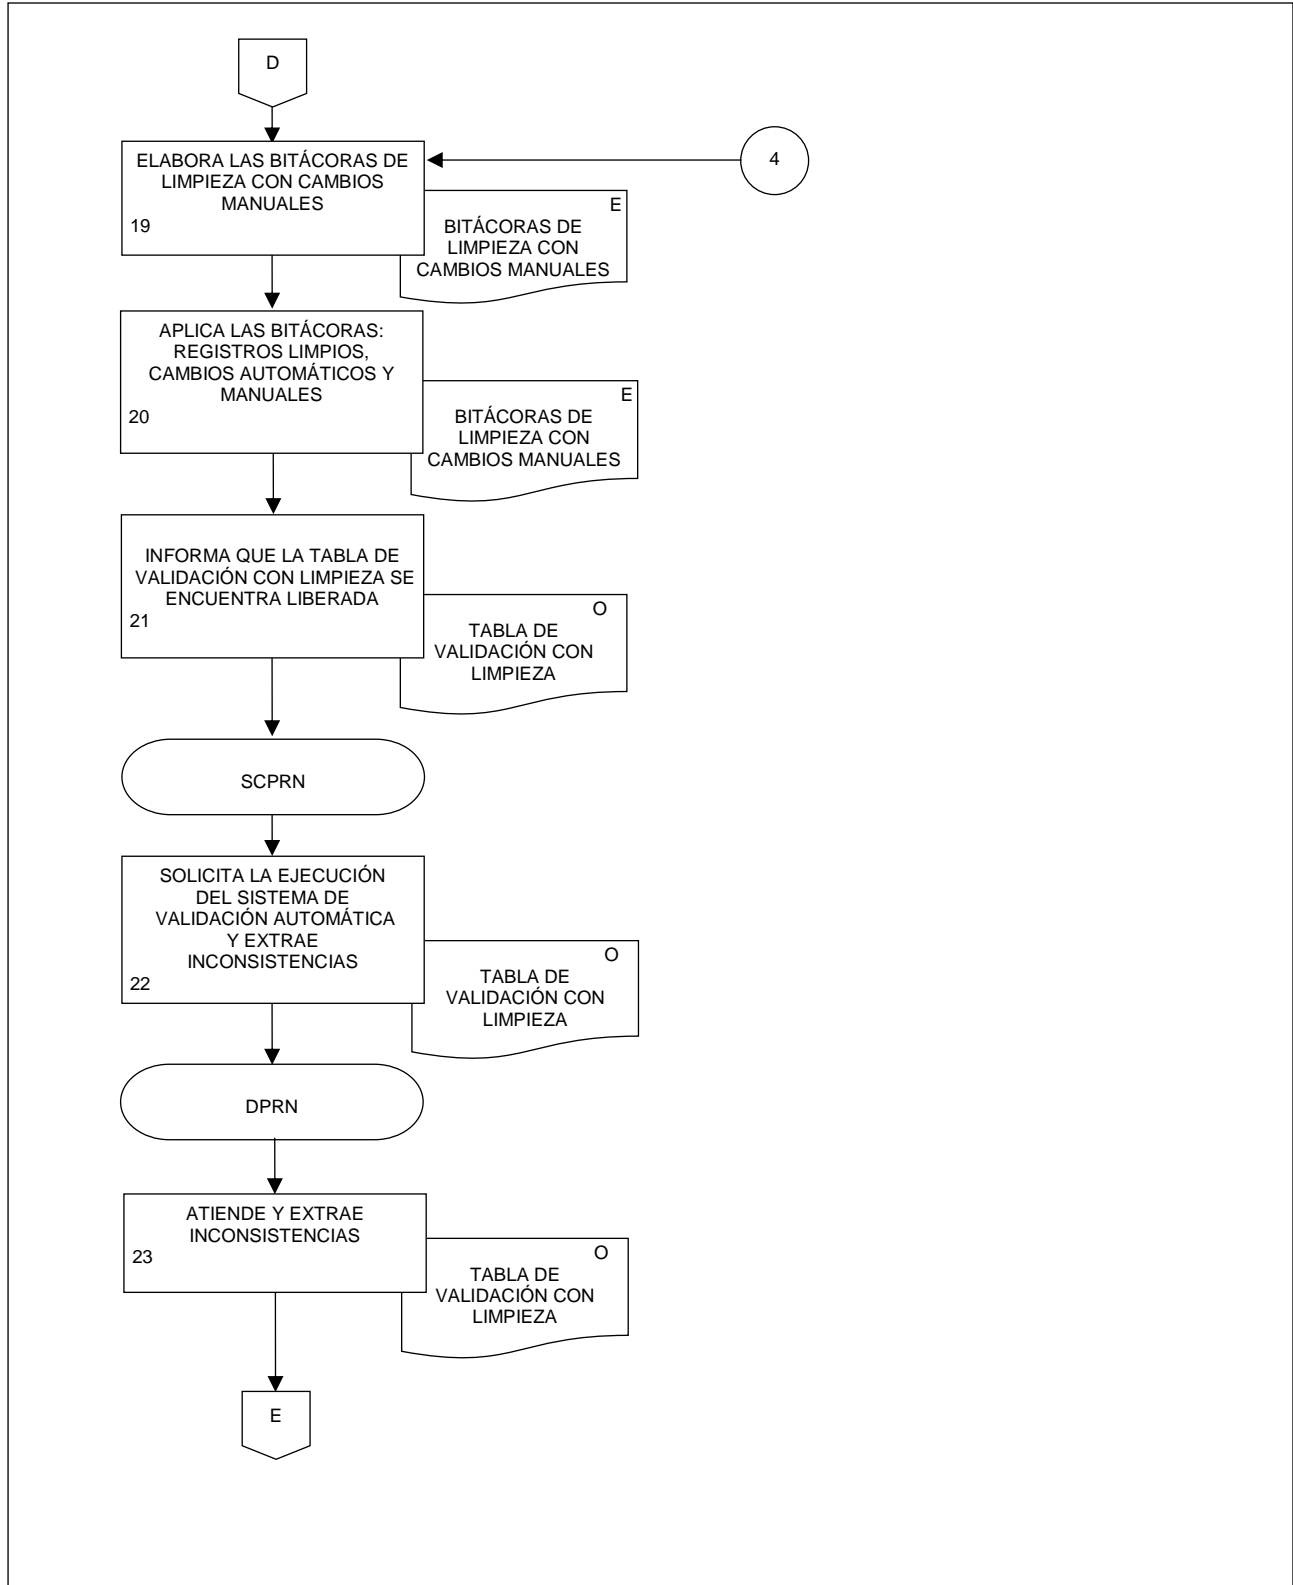 D
ELABORA LAS BITÁCORAS DE
LIMPIEZA CON CAMBIOS
MANUALES
19
4
E
BITÁCORAS DE
LIMPIEZA CON
CAMBIOS MANUALES
APLICA LAS BITÁCORAS:
REGISTROS LIMPIOS,
CAMBIOS AUTOMÁTICOS Y
MANUALES
20
E
BITÁCORAS DE
LIMPIEZA CON
CAMBIOS MANUALES
INFORMA QUE LA TABLA DE
VALIDACIÓN CON LIMPIEZA SE
ENCUENTRA LIBERADA
21
O
TABLA DE
VALIDACIÓN CON
LIMPIEZA
SCPRN
SOLICITA LA EJECUCIÓN
DEL SISTEMA DE
VALIDACIÓN AUTOMÁTICA
Y EXTRAE
INCONSISTENCIAS
22
O
TABLA DE
VALIDACIÓN CON
LIMPIEZA
DPRN
ATIENDE Y EXTRAE
INCONSISTENCIAS
23
O
TABLA DE
VALIDACIÓN CON
LIMPIEZA
E